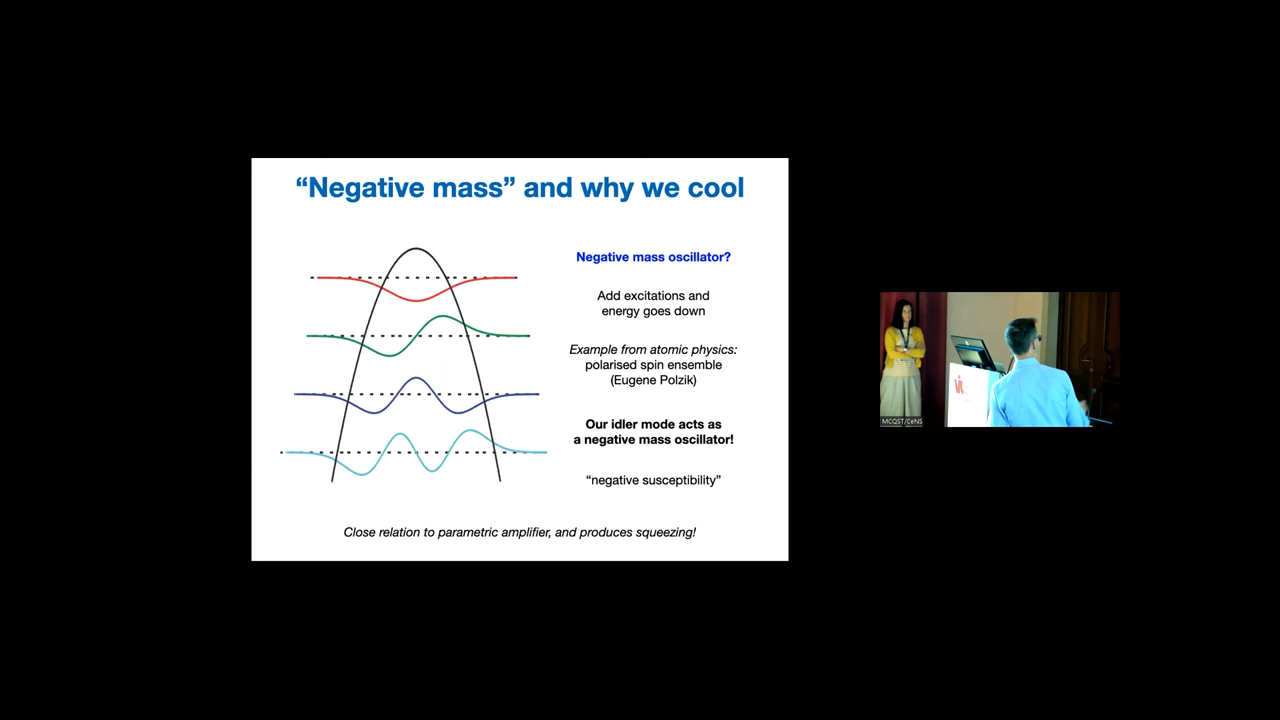 “Negative mass” and why we cool
Negative mass oscillator?
Add excitations and
energy goes down
Example from atomic physics:
polarised spin ensemble
(Eugene Polzik)
Our idler mode acts as
a negative mass oscillator!
“negative susceptibility”
Close relation to parametric amplifier, and produces squeezing!
MCQST/CeNS